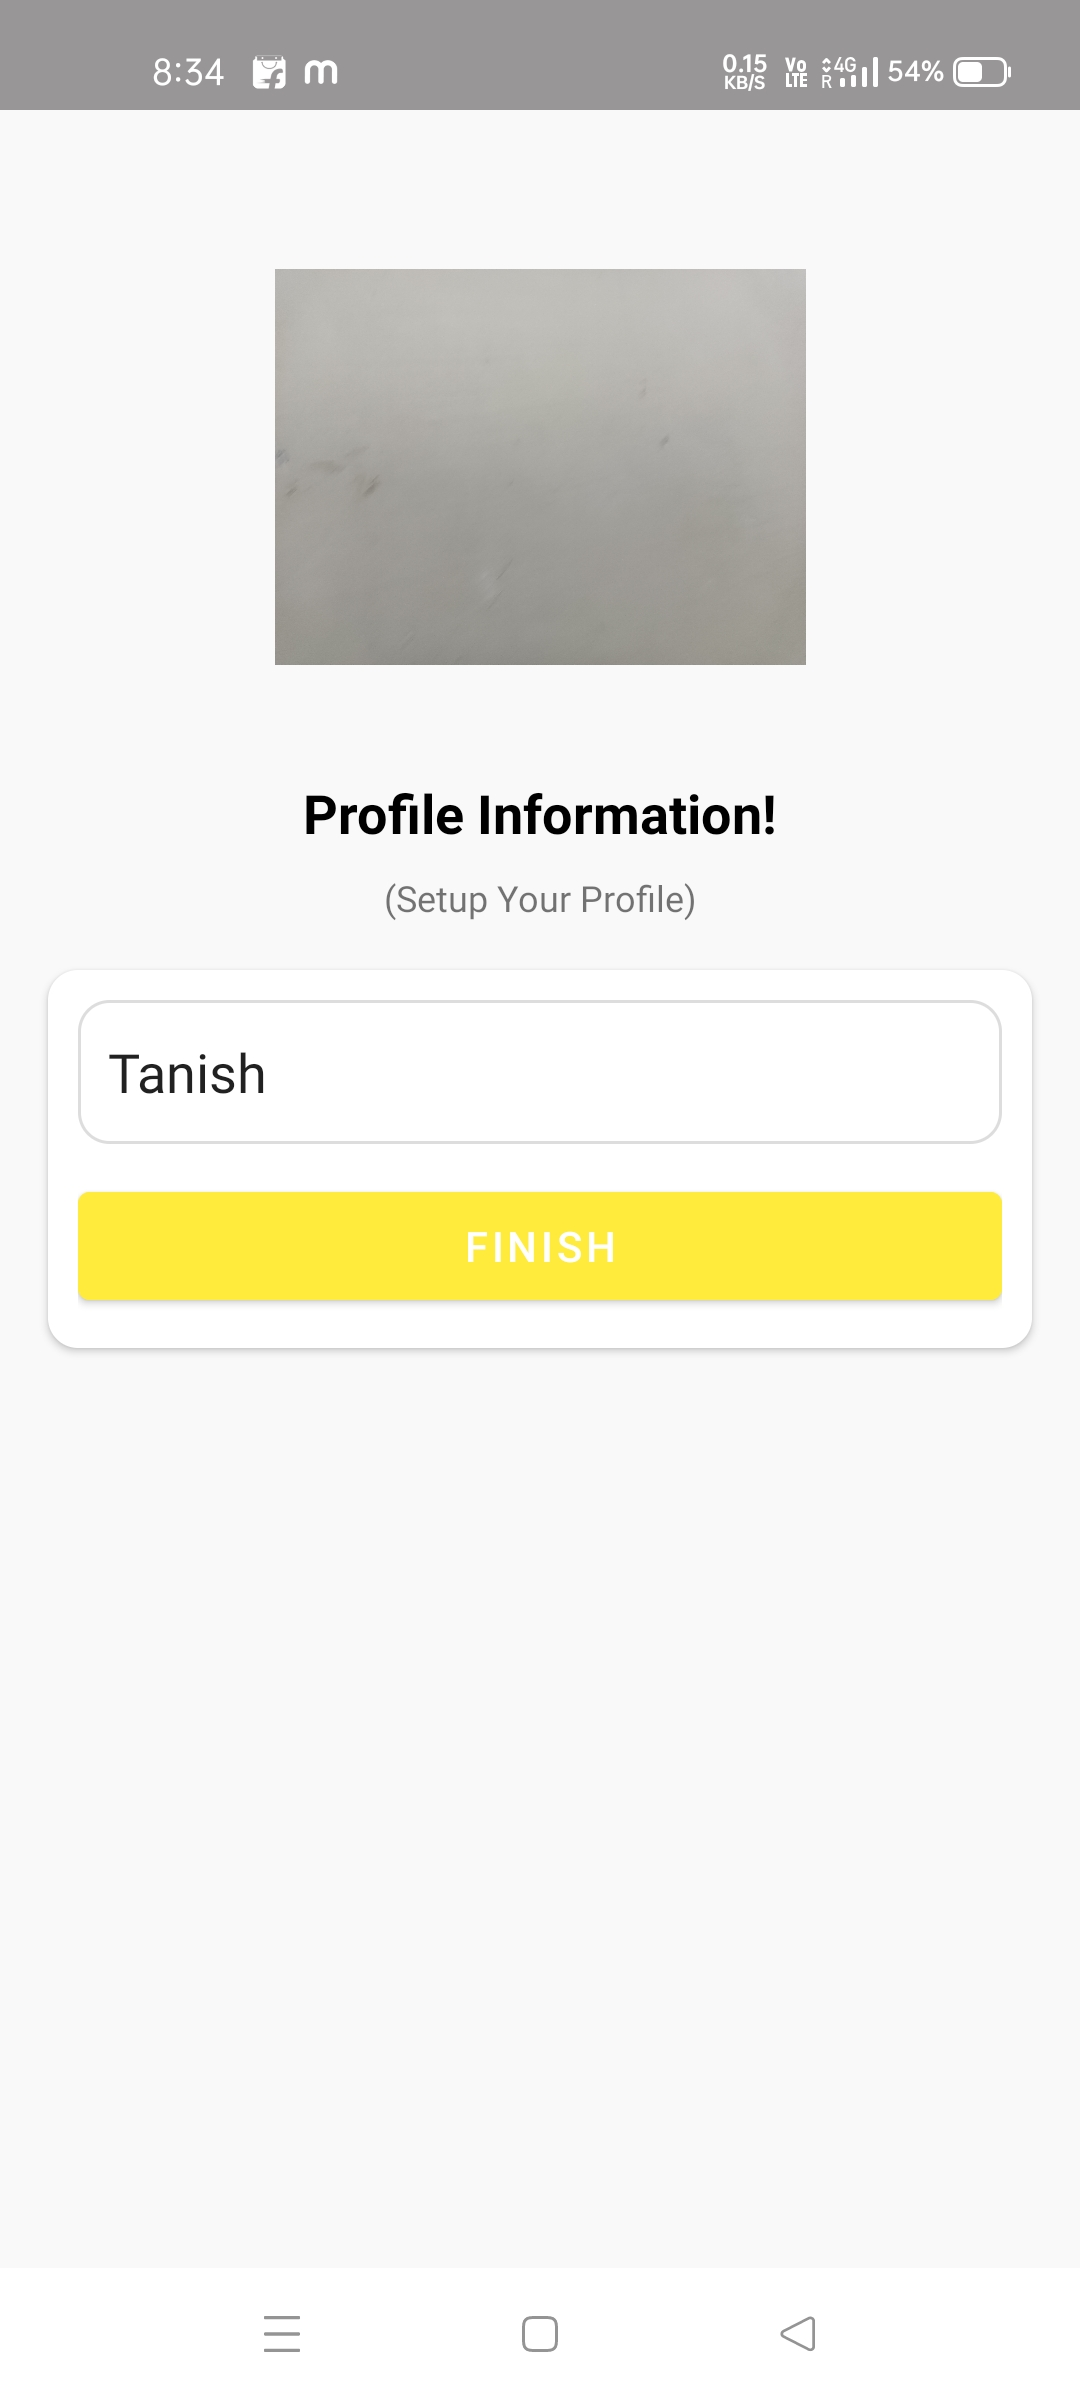 8:34 m 0.15 KB/S Vo LTE 4G R 54%
Profile Information!
(Setup Your Profile)
Tanish
FINISH